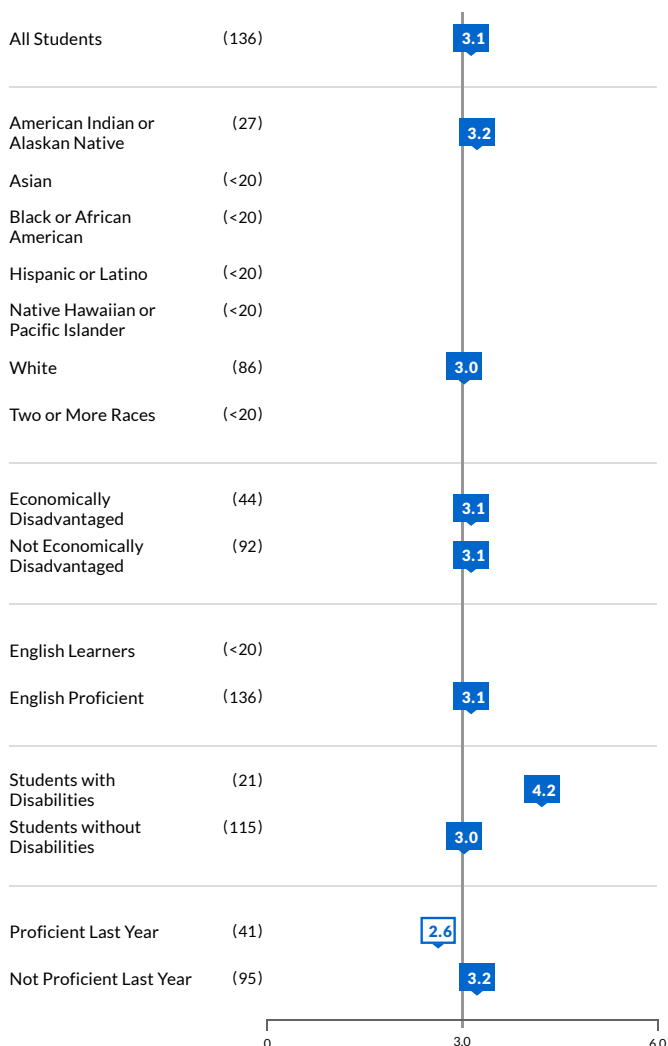 All Students (136) 3.1
American Indian or (27) 3.2
Alaskan Native
Asian (<20)
Black or African (<20)
American
Hispanic or Latino (<20)
Native Hawaiian or (<20)
Pacific Islander
White (86) 3.0
Two or More Races (<20)
Economically (44) 3.1
Disadvantaged
Not Economically (92) 3.1
Disadvantaged
English Learners (<20)
English Proficient (136) 3.1
Students with (21) 4.2
Disabilities
Students without (115) 3.0
Disabilities
Proficient Last Year (41) 2.6
Not Proficient Last Year (95) 3.2
0 3.0 6.0